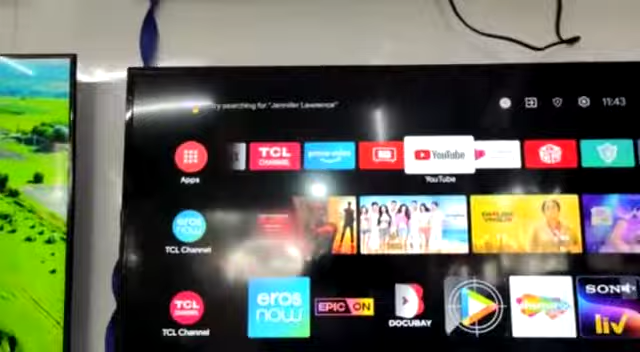 try searching for "Jennifer Lawrence"
11:43
TCL
CHANNEL
prime video
YouTube
Apps
YouTube
eros
now
TCL Channel
TCL
TCL Channel
eros
now
EPIC ON
DOCUBAY
SONY
liv